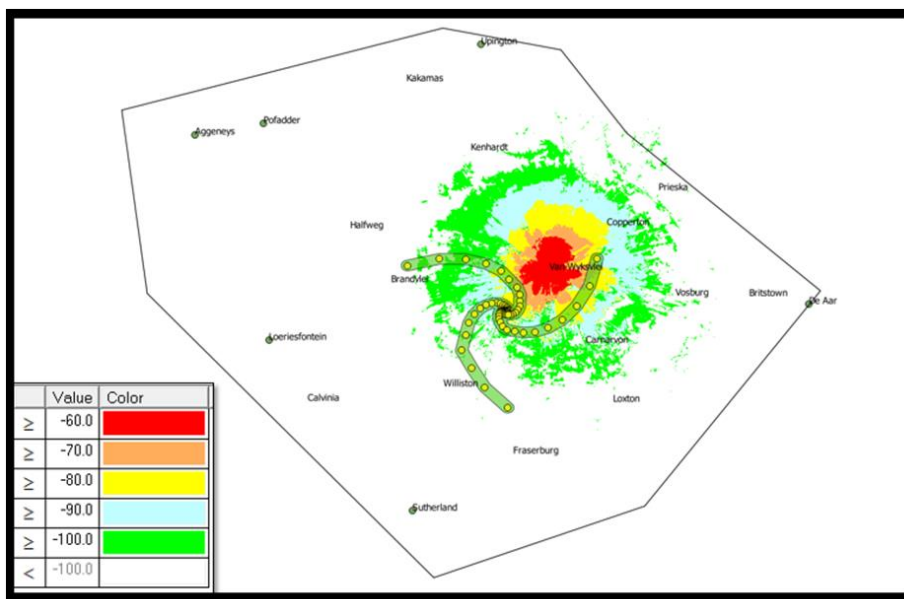 Upington
Kakamas
Pofadder
Aggeneys
Kenhardt
Prieska
Halfweg
Copperton
Van Wyksvlei
Brandvlei
Vosburg
Britstown
De Aar
Loeriesfontein
Carnarvon
Williston
Calvinia
Loxton
Fraserburg
Sutherland
Value Color
≥ -60.0
≥ -70.0
≥ -80.0
≥ -90.0
≥ -100.0
< -100.0